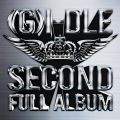 (G)I-DLE
SECOND
FULL ALBUM